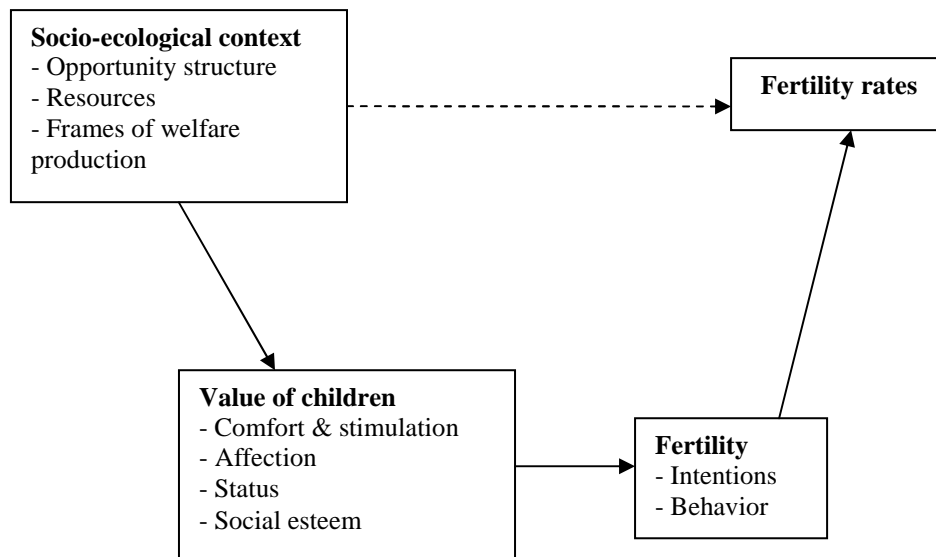 Socio-ecological context
- Opportunity structure
- Resources
- Frames of welfare
production
Fertility rates
Value of children
- Comfort & stimulation
- Affection
- Status
- Social esteem
Fertility
- Intentions
- Behavior